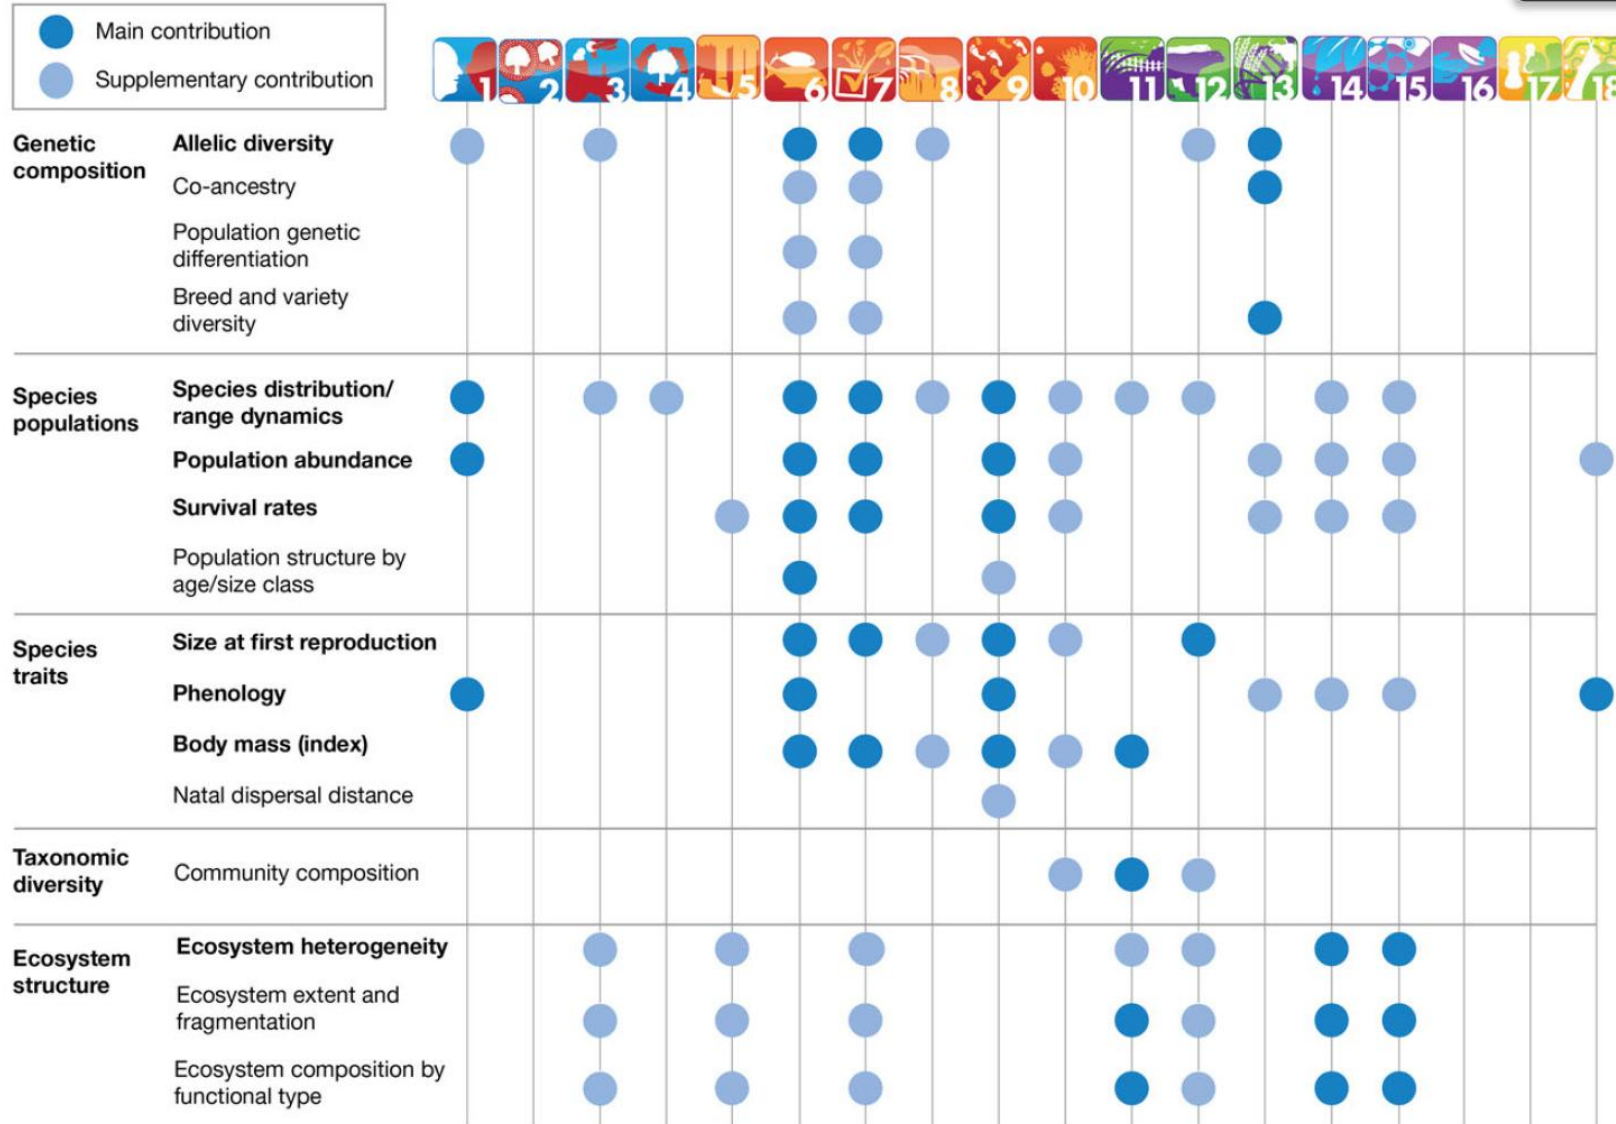 Main contribution
Supplementary contribution
1 2 3 4 5 6 7 8 9 10 11 12 13 14 15 16 17 18
Genetic
composition
Allelic diversity
Co-ancestry
Population genetic
differentiation
Breed and variety
diversity
Species
populations
Species distribution/
range dynamics
Population abundance
Survival rates
Population structure by
age/size class
Species
traits
Size at first reproduction
Phenology
Body mass (index)
Natal dispersal distance
Taxonomic
diversity
Community composition
Ecosystem
structure
Ecosystem heterogeneity
Ecosystem extent and
fragmentation
Ecosystem composition by
functional type